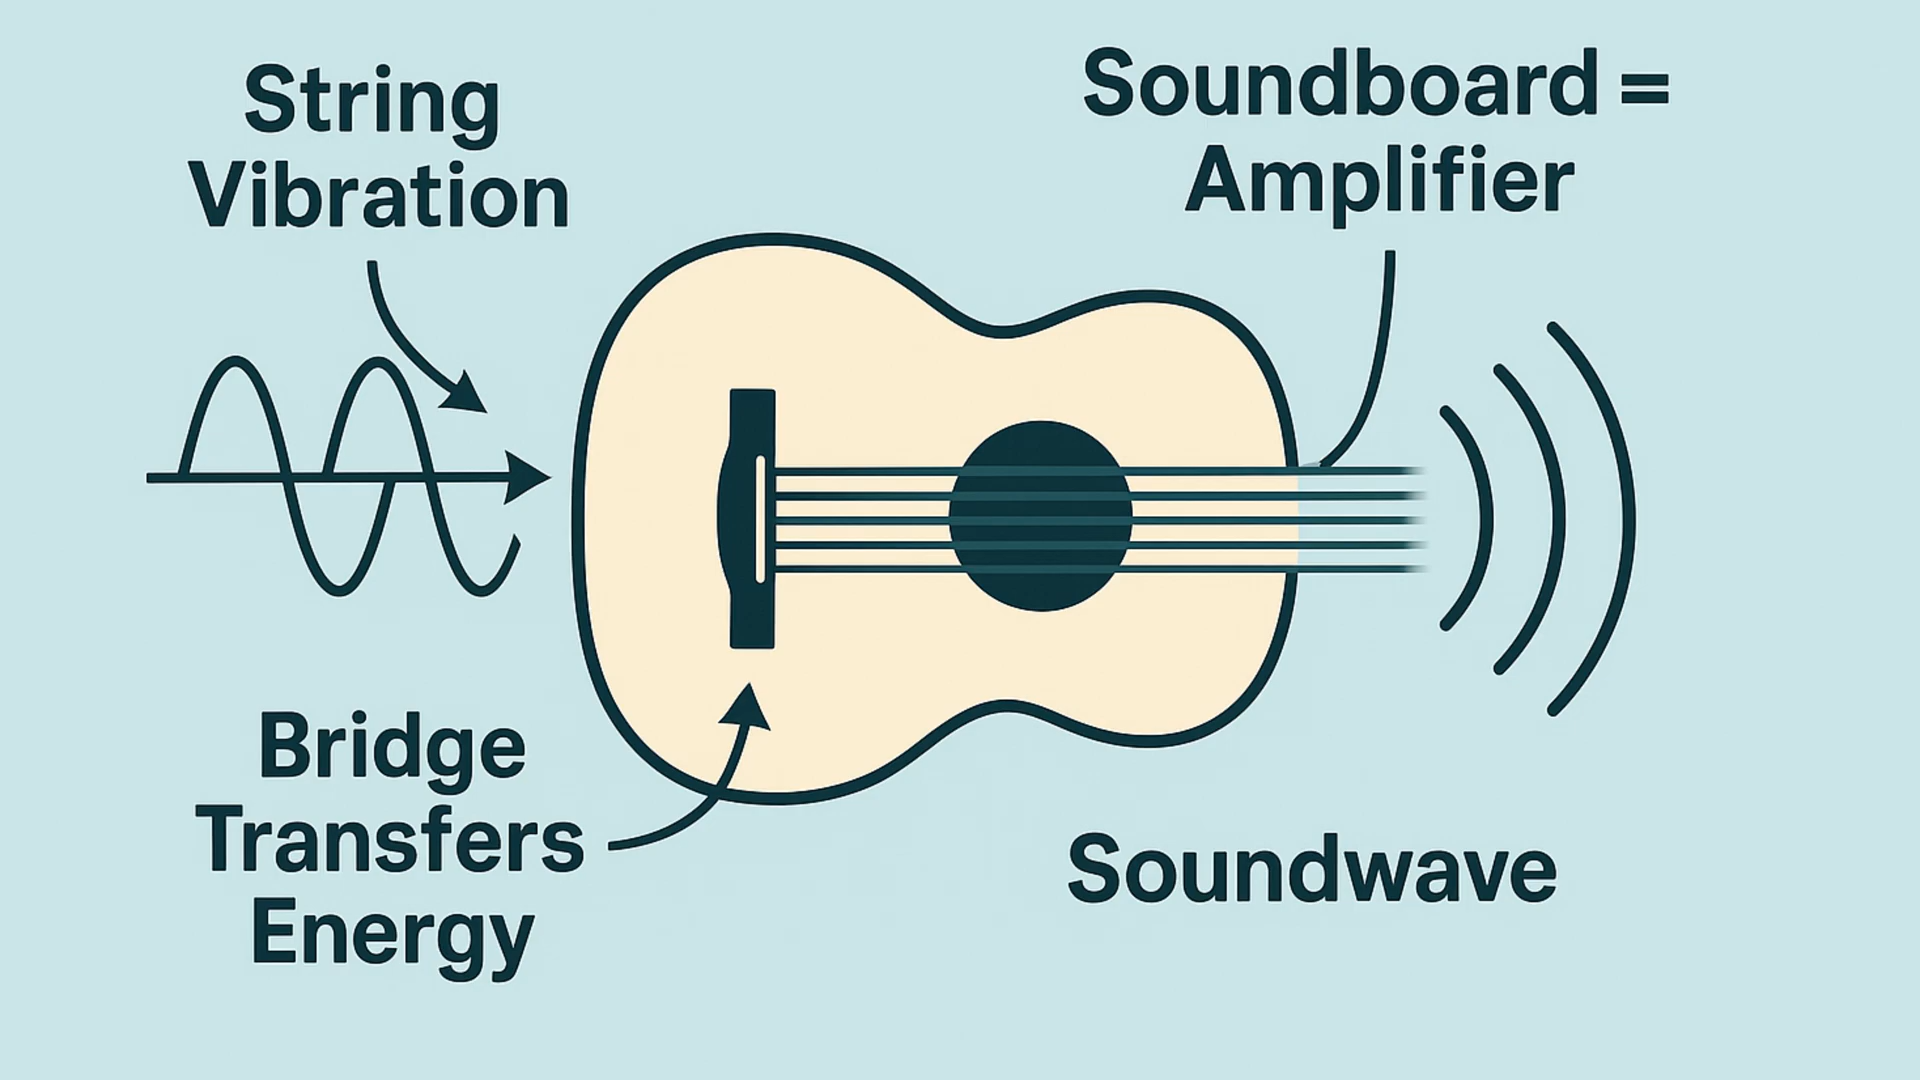 String
Vibration
Soundboard =
Amplifier
Bridge
Transfers
Energy
Soundwave